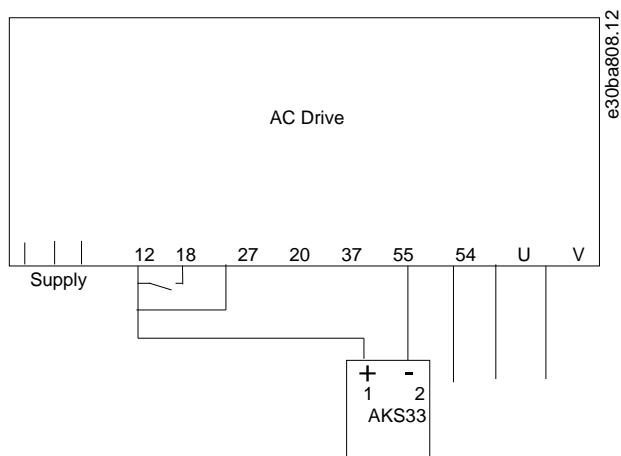 e30ba808.12
AC Drive
12 18 27 20 37 55 54 U V
Supply
+ -
1 2
AKS33